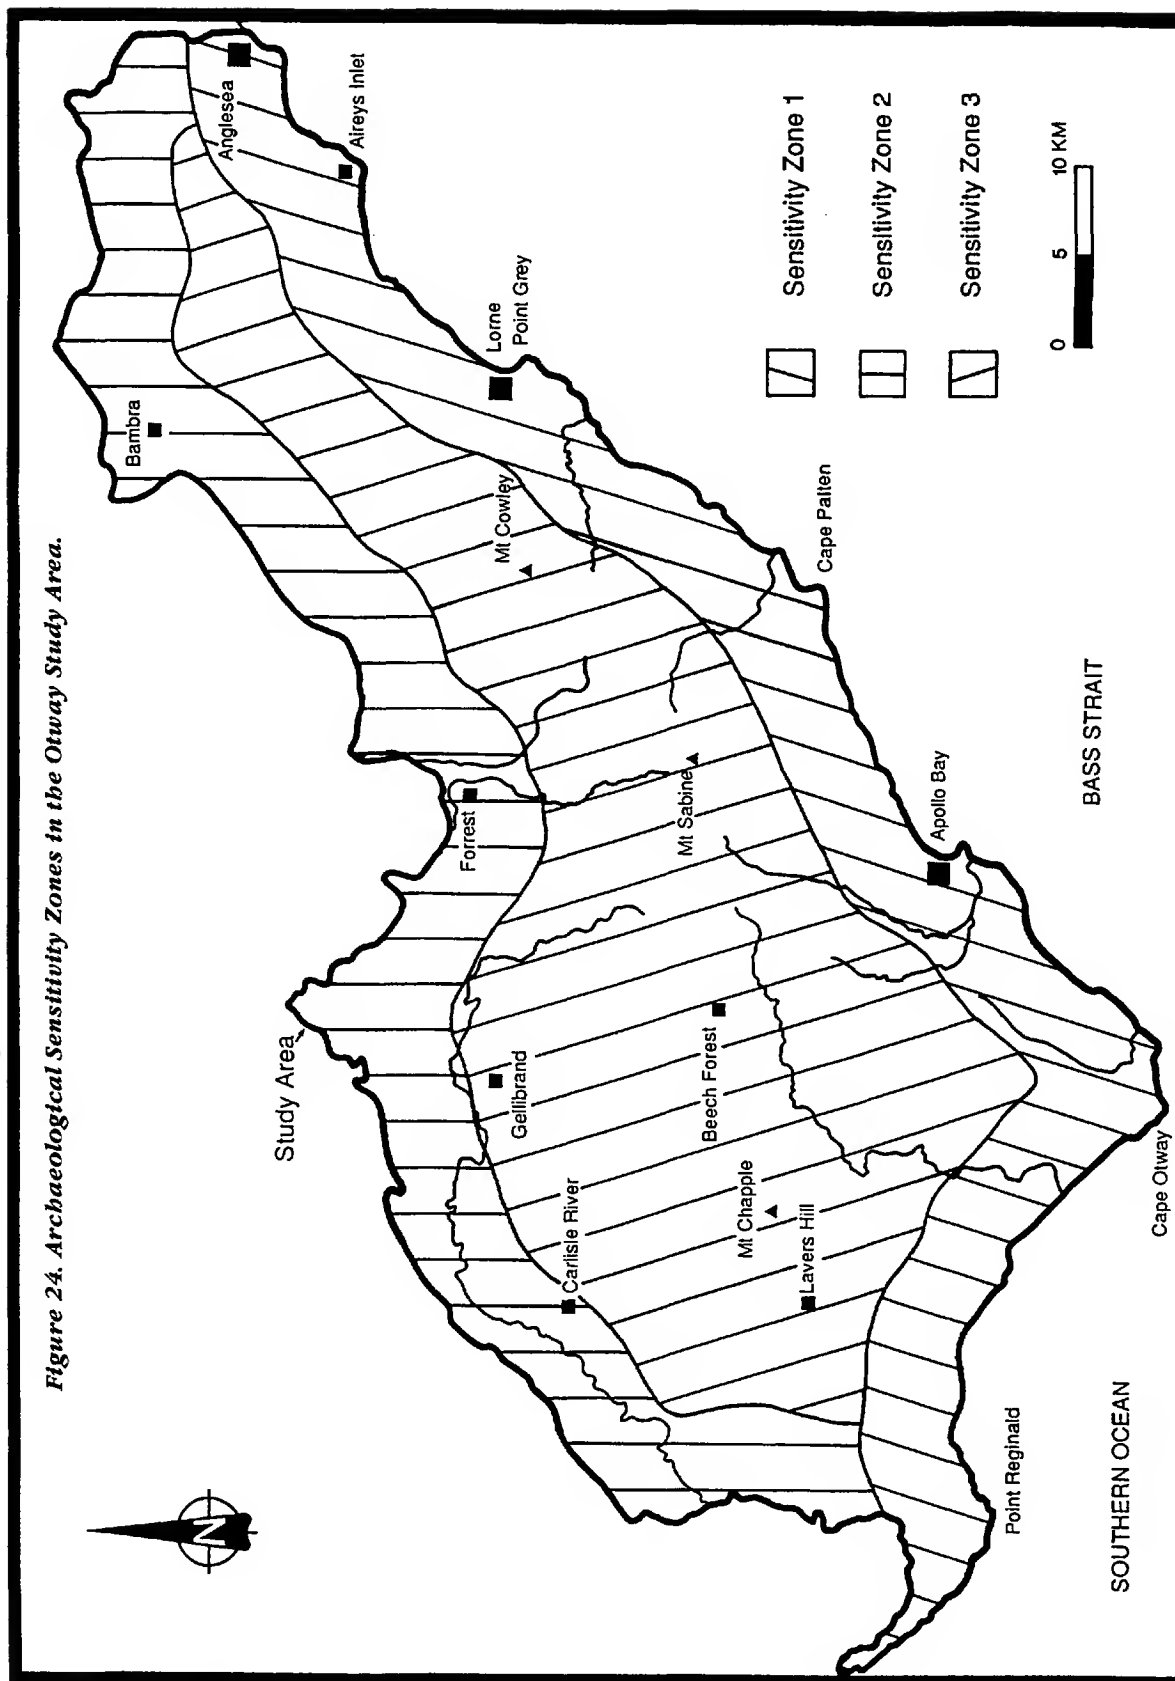 Figure 24. Archaeological Sensitivity Zones in the Otway Study Area.
N
Study Area
Bambra
Anglesea
Aireys Inlet
Lorne
Point Grey
Mt Cowley
Forrest
Cape Patten
Mt Sabine
Gellibrand
Apollo Bay
Beech Forest
Carlisle River
Mt Chapple
Lavers Hill
Cape Otway
Point Reginald
BASS STRAIT
SOUTHERN OCEAN
Sensitivity Zone 1
Sensitivity Zone 2
Sensitivity Zone 3
0 5 10 KM